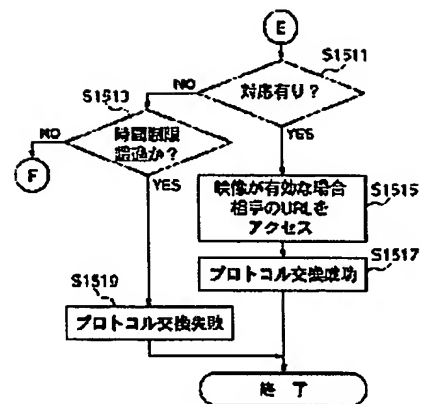 E
S1511
対応有り?
NO
YES
S1513
時間制限
超過か?
NO
YES
F
映像が有効な場合
相手のURLを
アクセス
S1515
プロトコル交換成功
S1517
S1519
プロトコル交換失敗
終 了